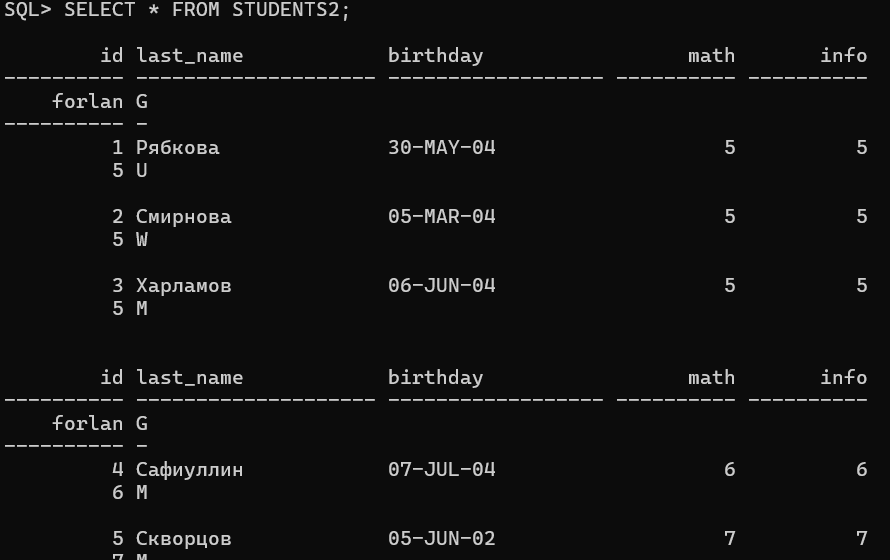 SQL> SELECT * FROM STUDENTS2;
id last_name birthday math info
---------- -------------------- ------------------ ---------- ----------
forlan G
---------- -
1 Рябкова 30-MAY-04 5 5
5 U
2 Смирнова 05-MAR-04 5 5
5 W
3 Харламов 06-JUN-04 5 5
5 M
id last_name birthday math info
---------- -------------------- ------------------ ---------- ----------
forlan G
---------- -
4 Сафиуллин 07-JUL-04 6 6
6 M
5 Скворцов 05-JUN-02 7 7
7 M